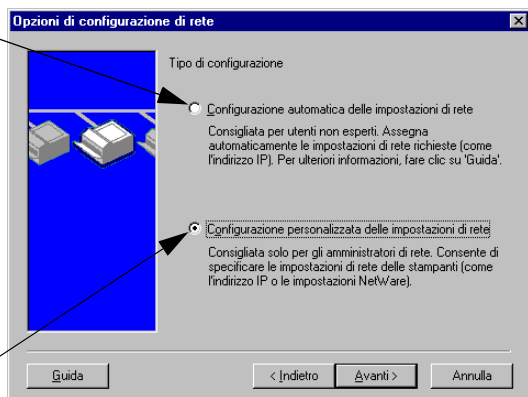 Opzioni di configurazione di rete
Tipo di configurazione
Configurazione automatica delle impostazioni di rete
Consigliata per utenti non esperti. Assegna
automaticamente le impostazioni di rete richieste (come
l'indirizzo IP). Per ulteriori informazioni, fare clic su 'Guida'.
Configurazione personalizzata delle impostazioni di rete
Consigliata solo per gli amministratori di rete. Consente di
specificare le impostazioni di rete delle stampanti (come
l'indirizzo IP o le impostazioni NetWare).
Guida
< Indietro
Avanti >
Annulla